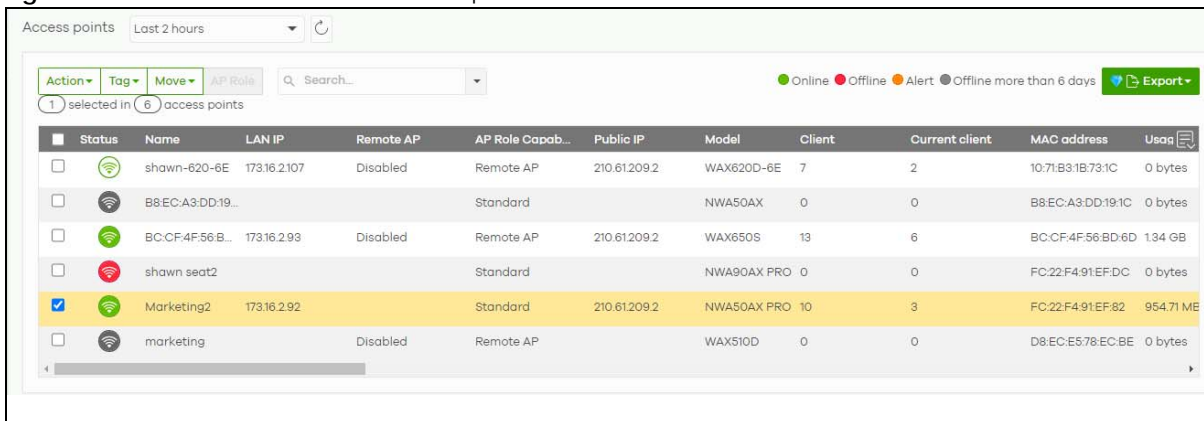 Access points Last 2 hours
Action Tag Move AP Role Search... Online Offline Alert Offline more than 6 days Export
1 selected in 6 access points
Status Name LAN IP Remote AP AP Role Capab... Public IP Model Client Current client MAC address Usag
shawn-620-6E 173.16.2.107 Disabled Remote AP 210.61.209.2 WAX620D-6E 7 2 10:71:B3:1B:73:1C 0 bytes
B8:EC:A3:DD:19... Standard NWA50AX 0 0 B8:EC:A3:DD:19:1C 0 bytes
BC:CF:4F:56:B... 173.16.2.93 Disabled Remote AP 210.61.209.2 WAX650S 13 6 BC:CF:4F:56:BD:6D 1.34 GB
shawn seat2 Standard NWA90AX PRO 0 0 FC:22:F4:91:EF:DC 0 bytes
Marketing2 173.16.2.92 Standard 210.61.209.2 NWA50AX PRO 10 3 FC:22:F4:91:EF:82 954.71 MB
marketing Disabled Remote AP WAX510D 0 0 D8:EC:E5:78:EC:BE 0 bytes